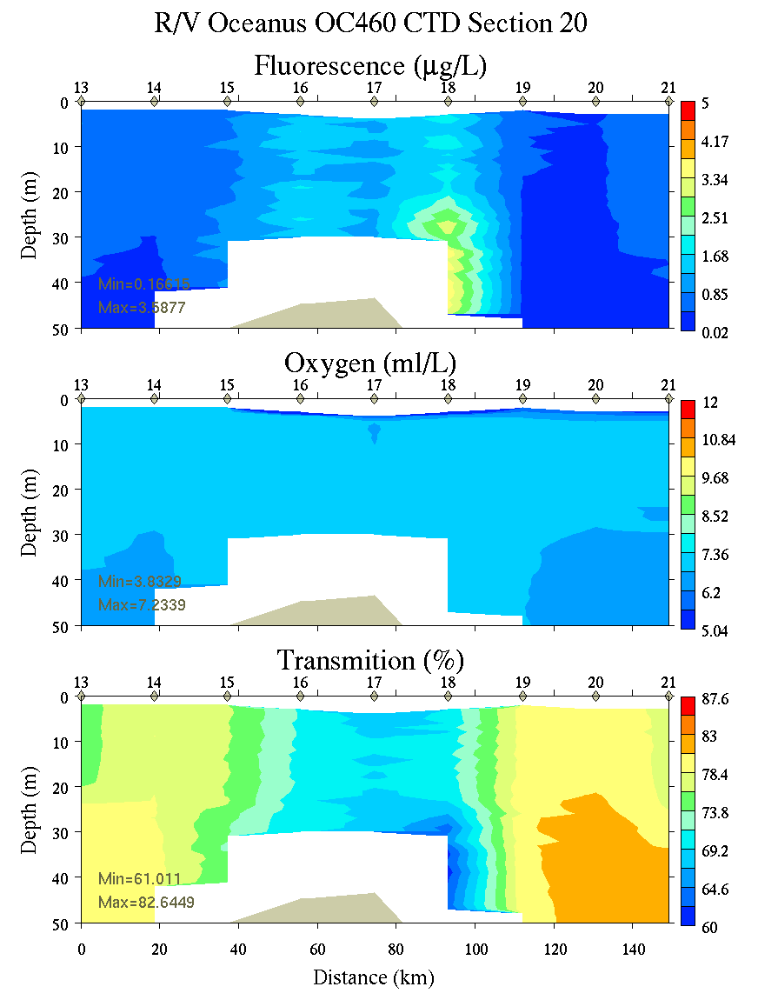 R/V Oceanus OC460 CTD Section 20
Fluorescence (μg/L)
13 14 15 16 17 18 19 20 21
0
10
20
30
40
50
Depth (m)
Min=0.16615
Max=3.5877
5
4.17
3.34
2.51
1.68
0.85
0.02
Oxygen (ml/L)
13 14 15 16 17 18 19 20 21
0
10
20
30
40
50
Depth (m)
Min=3.8329
Max=7.2339
12
10.84
9.68
8.52
7.36
6.2
5.04
Transmition (%)
13 14 15 16 17 18 19 20 21
0
10
20
30
40
50
Depth (m)
Min=61.011
Max=82.6449
87.6
83
78.4
73.8
69.2
64.6
60
0 20 40 60 80 100 120 140
Distance (km)